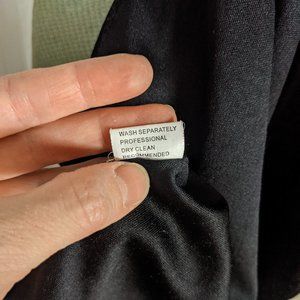 WASH SEPARATELY
PROFESSIONAL
DRY CLEAN
RECOMMENDED